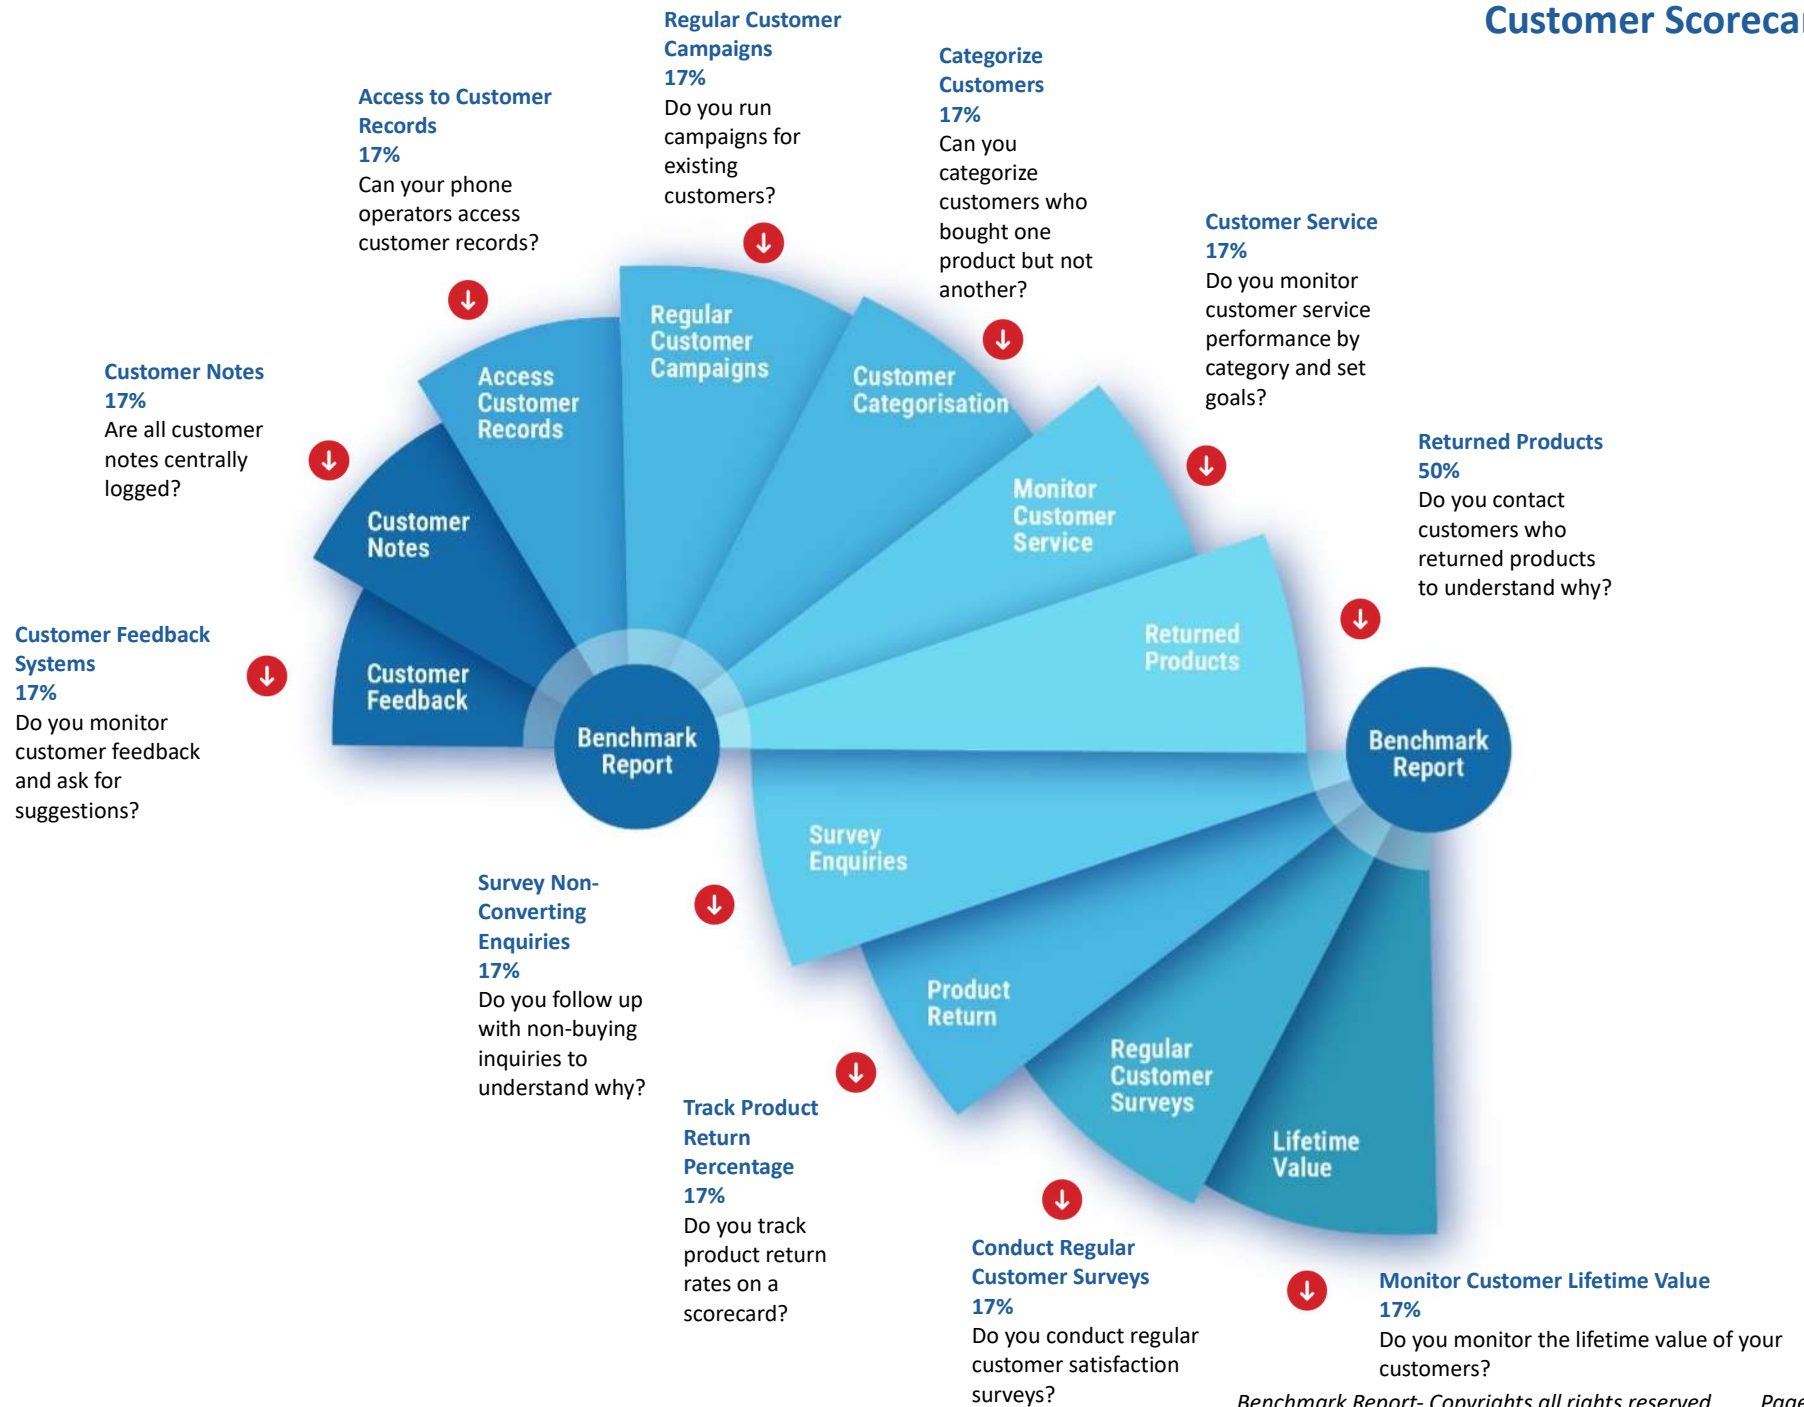 Customer Scorecar
Regular Customer
Campaigns
17%
Do you run
campaigns for
existing
customers?
Categorize
Customers
17%
Can you
categorize
customers who
bought one
product but not
another?
Access to Customer
Records
17%
Can your phone
operators access
customer records?
Customer Service
17%
Do you monitor
customer service
performance by
category and set
goals?
Customer Notes
17%
Are all customer
notes centrally
logged?
Returned Products
50%
Do you contact
customers who
returned products
to understand why?
Customer Feedback
Systems
17%
Do you monitor
customer feedback
and ask for
suggestions?
Regular
Customer
Campaigns
Access
Customer
Records
Customer
Categorisation
Monitor
Customer
Service
Customer
Notes
Returned
Products
Customer
Feedback
Benchmark
Report
Benchmark
Report
Survey
Enquiries
Product
Return
Regular
Customer
Surveys
Lifetime
Value
Survey Non-
Converting
Enquiries
17%
Do you follow up
with non-buying
inquiries to
understand why?
Track Product
Return
Percentage
17%
Do you track
product return
rates on a
scorecard?
Conduct Regular
Customer Surveys
17%
Do you conduct regular
customer satisfaction
surveys?
Monitor Customer Lifetime Value
17%
Do you monitor the lifetime value of your
customers?
Benchmark Report- Copyrights all rights reserved Page